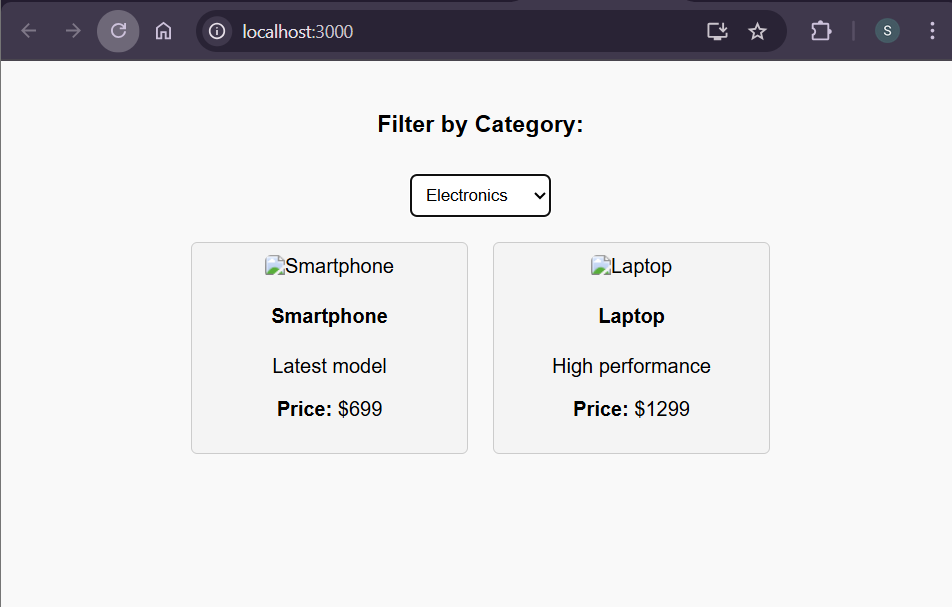 localhost:3000
S
Filter by Category:
Electronics
Smartphone
Laptop
Smartphone
Laptop
Latest model
High performance
Price: $699
Price: $1299